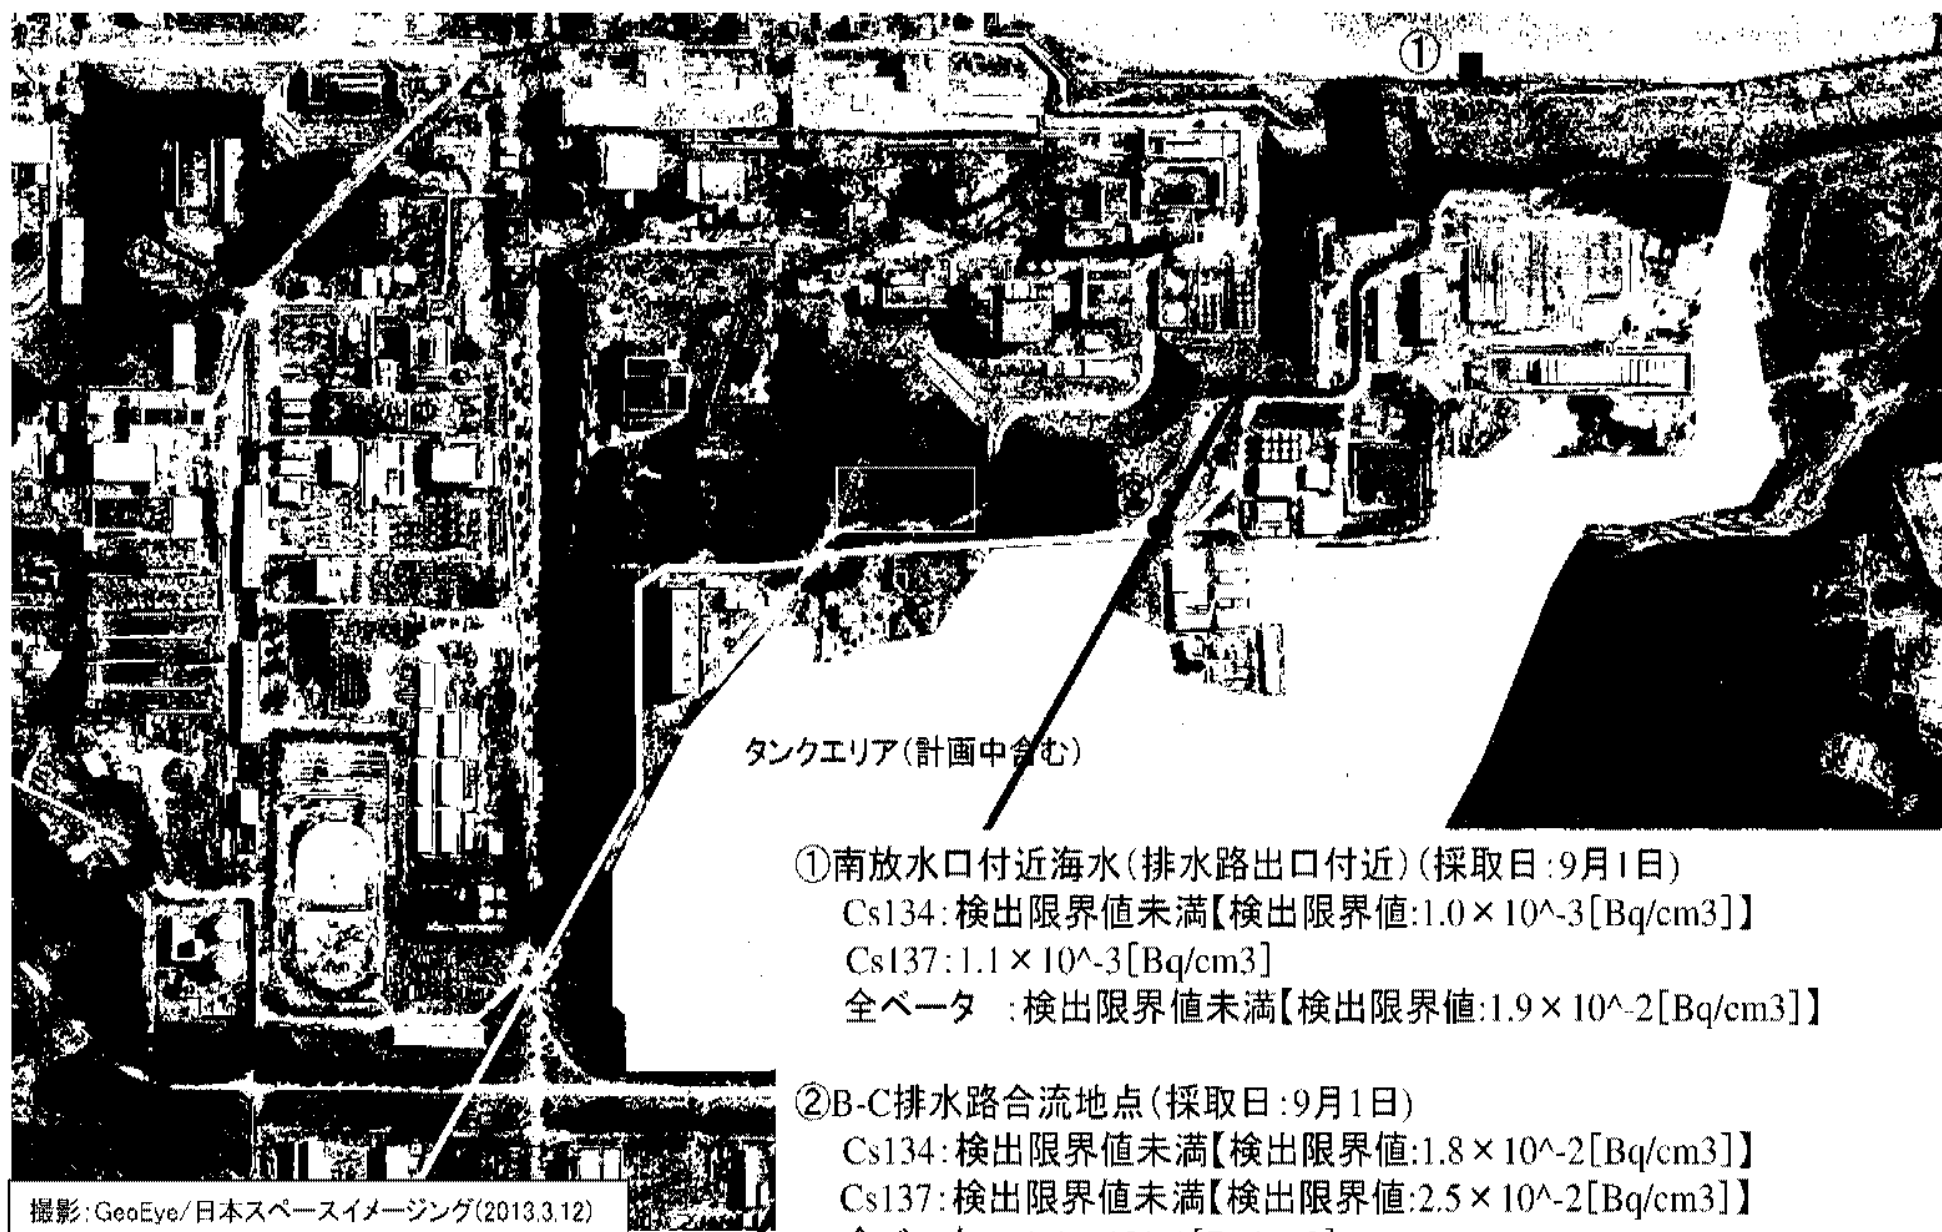 ①
②
タンクエリア(計画中含む)
①南放水口付近海水(排水路出口付近)(採取日:9月1日)
Cs134:検出限界値未満【検出限界値:1.0×10^-3[Bq/cm3]】
Cs137:1.1×10^-3[Bq/cm3]
全ベータ :検出限界値未満【検出限界値:1.9×10^-2[Bq/cm3]】
②B-C排水路合流地点(採取日:9月1日)
Cs134:検出限界値未満【検出限界値:1.8×10^-2[Bq/cm3]】
Cs137:検出限界値未満【検出限界値:2.5×10^-2[Bq/cm3]】
撮影:GeoEye/日本スペースイメージング(2013.3.12)